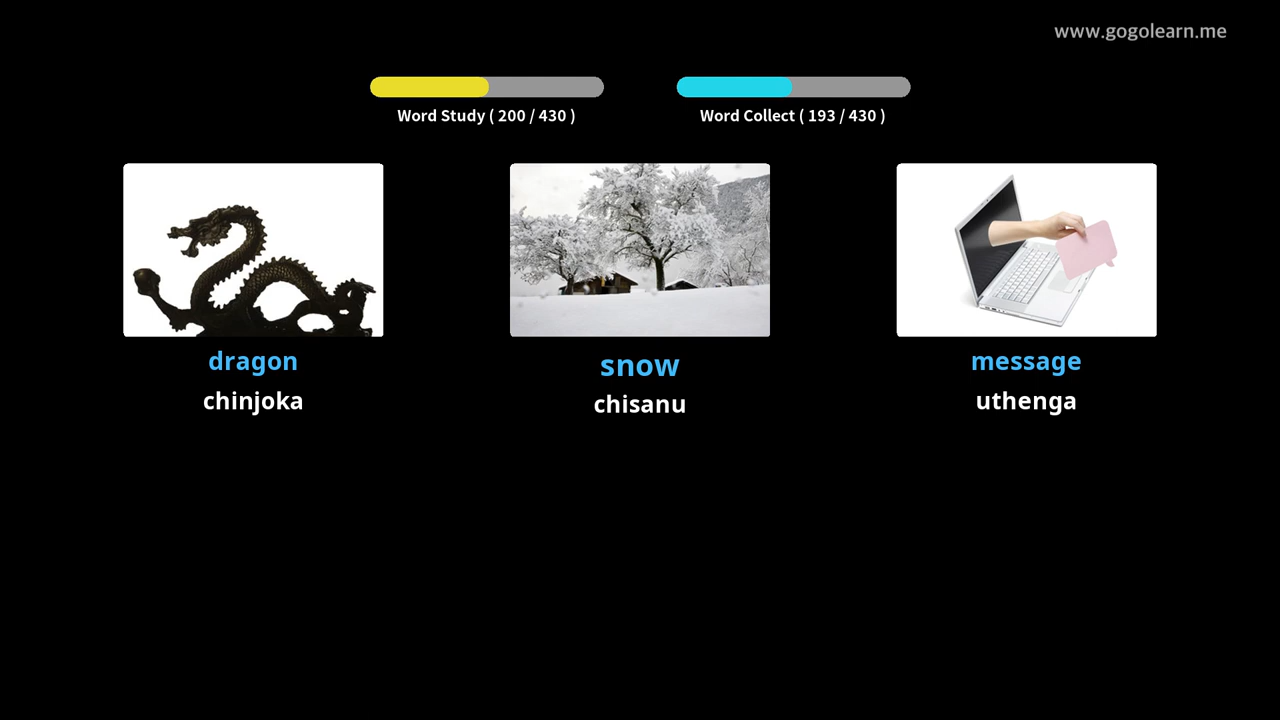 www.gogolearn.me
Word Study ( 200 / 430 )
Word Collect ( 193 / 430 )
dragon
chinjoka
snow
chisanu
message
uthenga